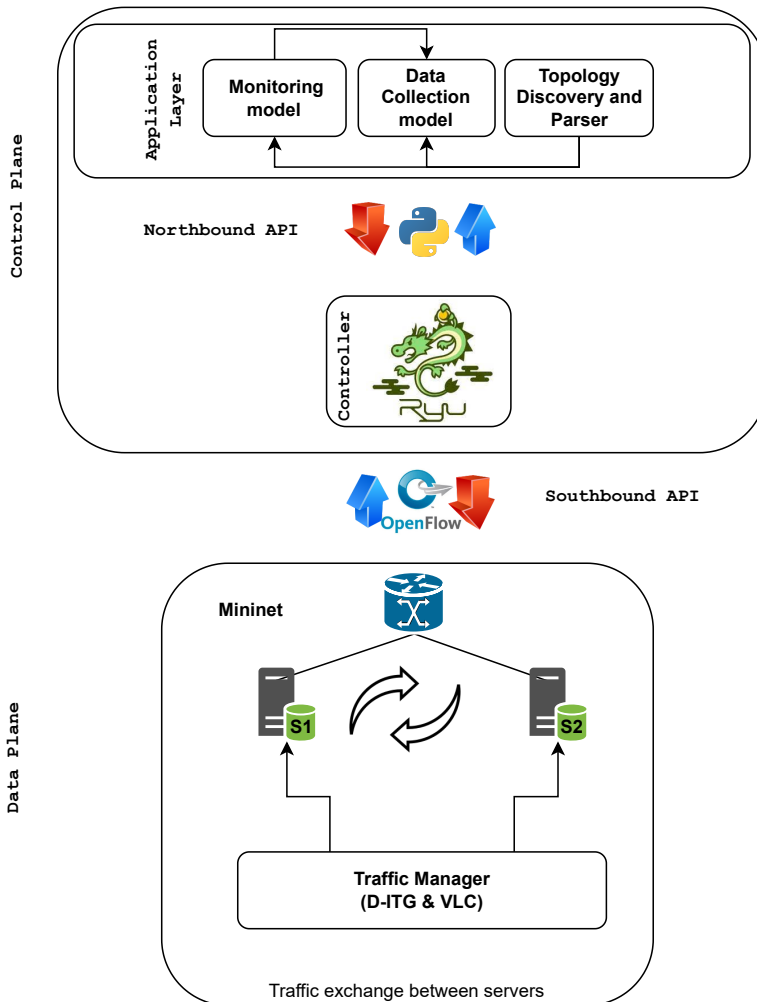 Control Plane
Application
Layer
Monitoring
model
Data
Collection
model
Topology
Discovery and
Parser
Northbound API
Controller
Ryu
OpenFlow
Southbound API
Data Plane
Mininet
S1
S2
Traffic Manager
(D-ITG & VLC)
Traffic exchange between servers